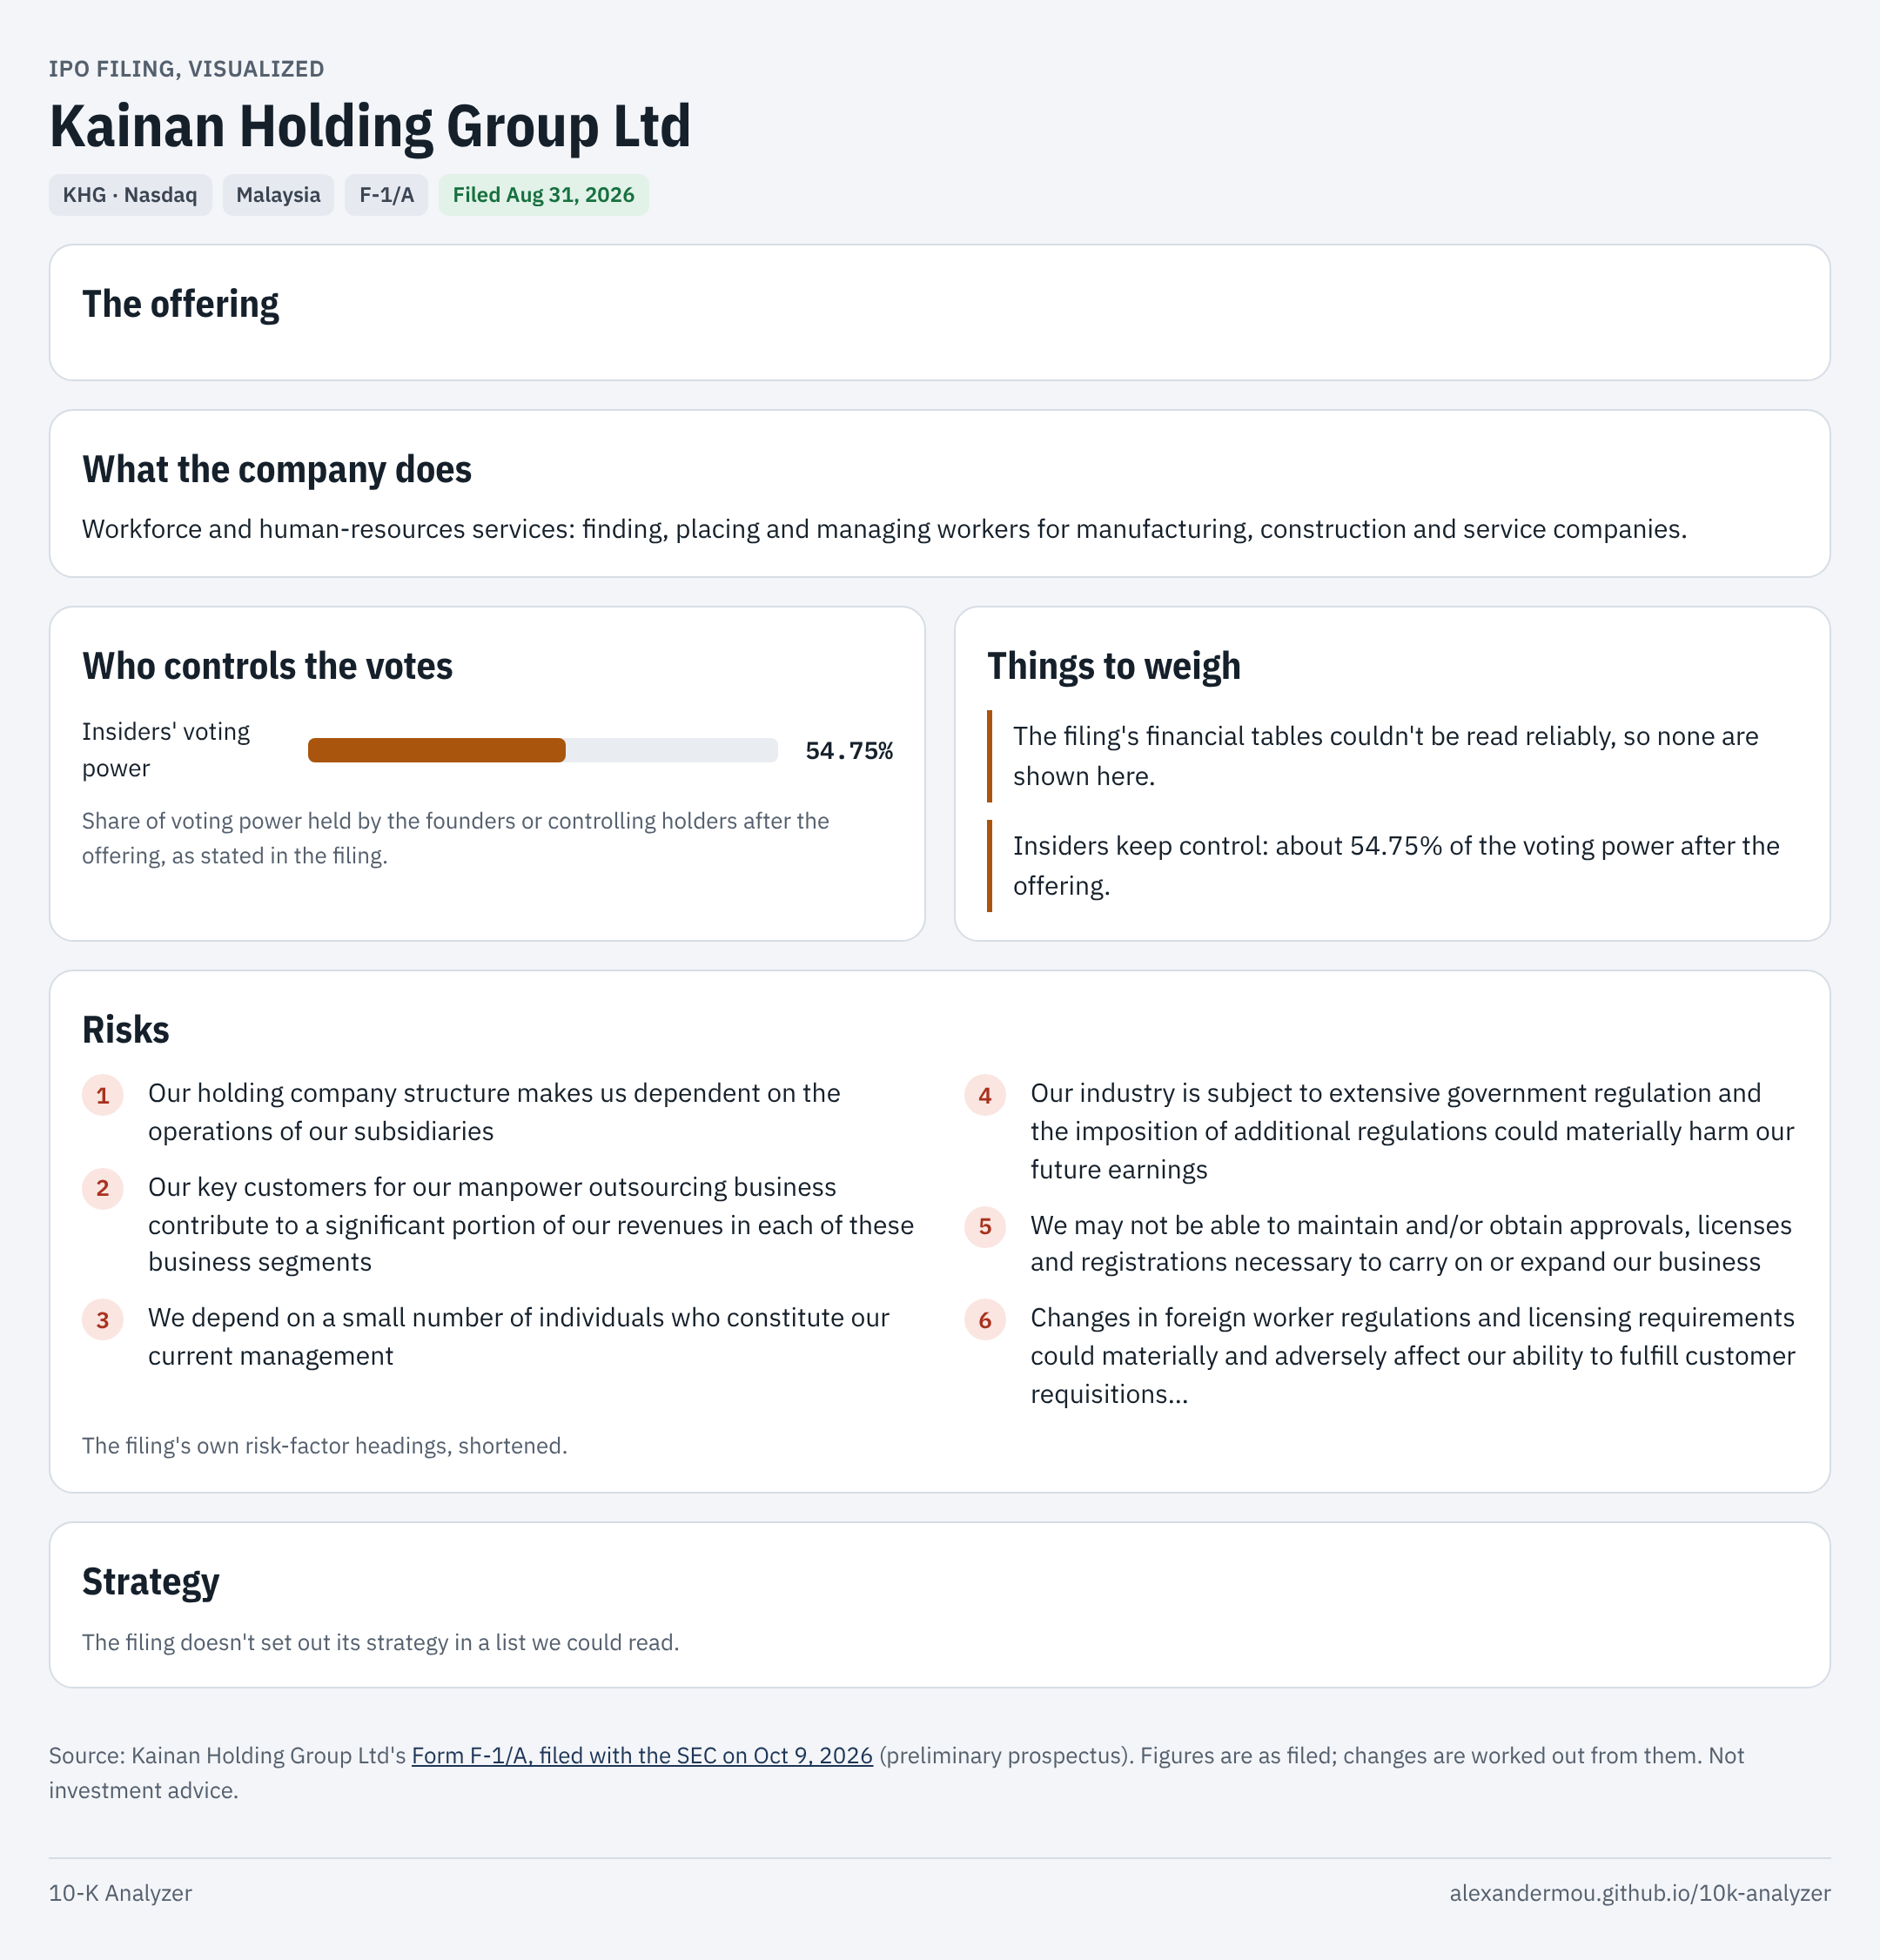 IPO FILING, VISUALIZED
Kainan Holding Group Ltd
KHG · Nasdaq
Malaysia
F-1/A
Filed Aug 31, 2026
The offering
What the company does
Workforce and human-resources services: finding, placing and managing workers for manufacturing, construction and service companies.
Who controls the votes
Insiders' voting
power
54.75%
Share of voting power held by the founders or controlling holders after the
offering, as stated in the filing.
Things to weigh
The filing's financial tables couldn't be read reliably, so none are
shown here.
Insiders keep control: about 54.75% of the voting power after the
offering.
Risks
1 Our holding company structure makes us dependent on the
operations of our subsidiaries
2 Our key customers for our manpower outsourcing business
contribute to a significant portion of our revenues in each of these
business segments
3 We depend on a small number of individuals who constitute our
current management
4 Our industry is subject to extensive government regulation and
the imposition of additional regulations could materially harm our
future earnings
5 We may not be able to maintain and/or obtain approvals, licenses
and registrations necessary to carry on or expand our business
6 Changes in foreign worker regulations and licensing requirements
could materially and adversely affect our ability to fulfill customer
requisitions...
The filing's own risk-factor headings, shortened.
Strategy
The filing doesn't set out its strategy in a list we could read.
Source: Kainan Holding Group Ltd's Form F-1/A, filed with the SEC on Oct 9, 2026 (preliminary prospectus). Figures are as filed; changes are worked out from them. Not
investment advice.
10-K Analyzer
alexandermou.github.io/10k-analyzer